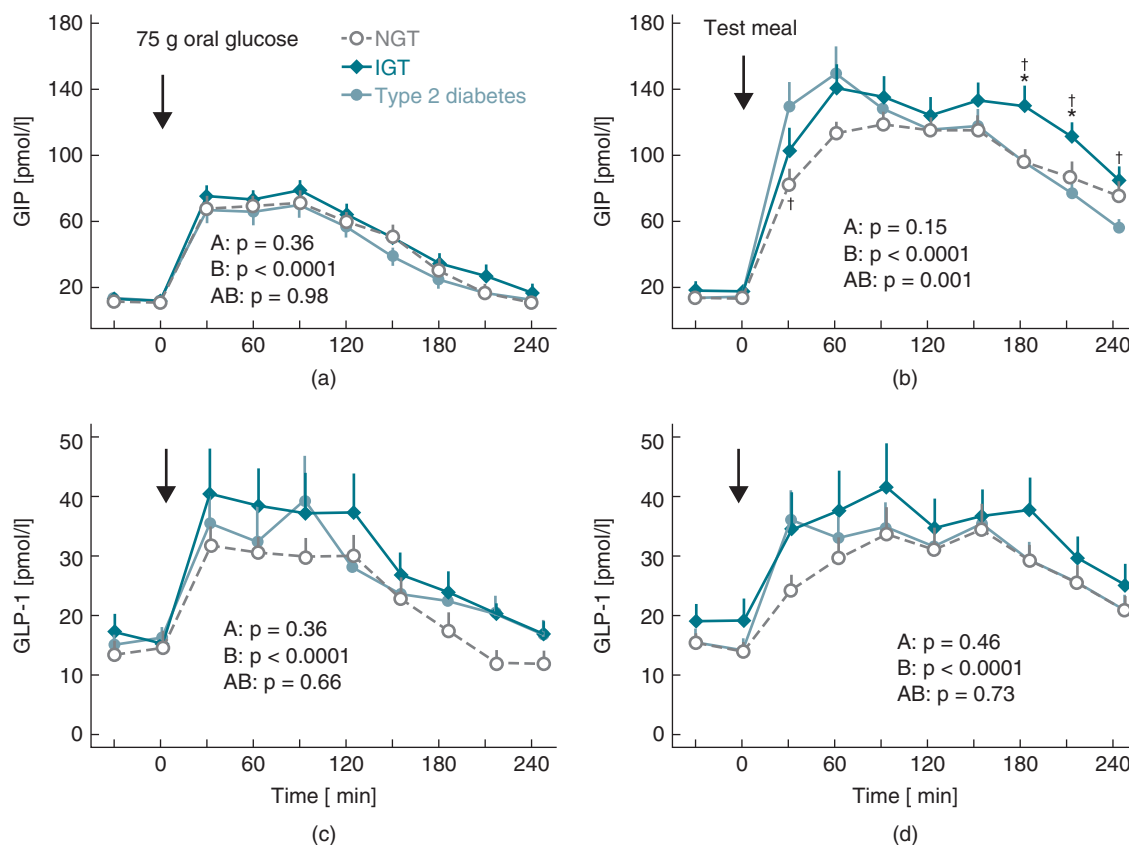 180
140
100
60
20
GIP [pmol/l]
75 g oral glucose
NGT
IGT
Type 2 diabetes
A: p = 0.36
B: p < 0.0001
AB: p = 0.98
0 60 120 180 240
(a)
180
140
100
60
20
GIP [pmol/l]
Test meal
†
*
†
*
†
†
A: p = 0.15
B: p < 0.0001
AB: p = 0.001
0 60 120 180 240
(b)
50
40
30
20
10
0
GLP-1 [pmol/l]
A: p = 0.36
B: p < 0.0001
AB: p = 0.66
0 60 120 180 240
Time [ min]
(c)
50
40
30
20
10
0
GLP-1 [pmol/l]
A: p = 0.46
B: p < 0.0001
AB: p = 0.73
0 60 120 180 240
Time [ min]
(d)